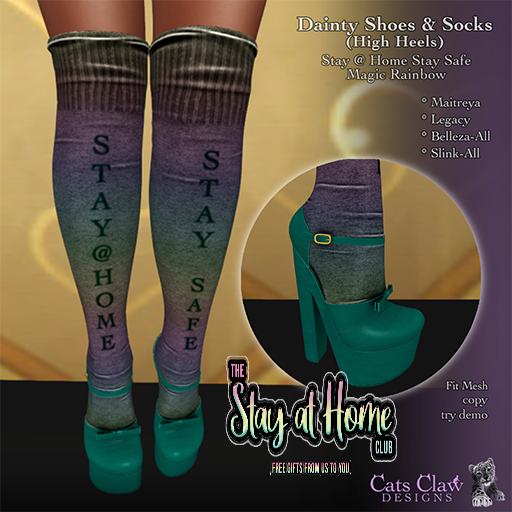 Dainty Shoes & Socks
(High Heels)
Stay @ Home Stay Safe
Magic Rainbow
° Maitreya
° Legacy
° Belleza-All
° Slink-All
STAY@HOME
STAY SAFE
THE
Stay at Home
CLUB
FREE GIFTS FROM US TO YOU
Fit Mesh
copy
try demo
Cats Claw
DESIGNS